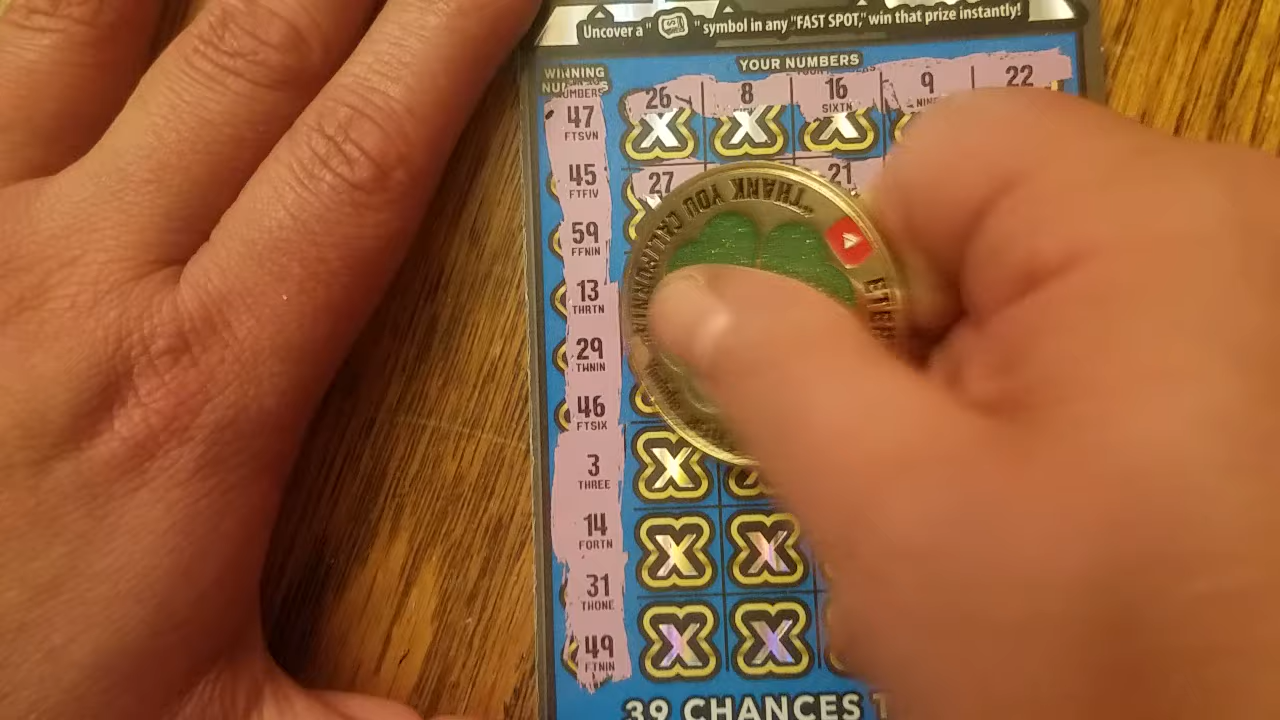 Uncover a " " symbol in any "FAST SPOT," win that prize instantly!
WINNING
YOUR NUMBERS
26 8 16 9 22
SIXTN
47
FTSVN
45
FTFIV
27 21
59
FFNIN
13
THRTN
29
TWNIN
46
FTSIX
3
THREE
14
FORTN
31
THONE
49
FTNIN
"THANK YOU CALIFORNIA
X X X
X
X X
X X
39 CHANCES